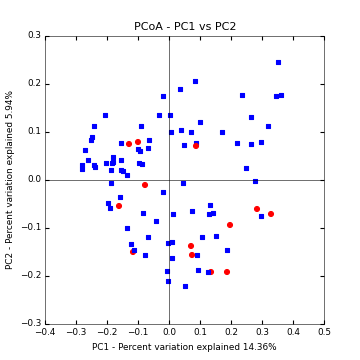 PCoA - PC1 vs PC2
PC2 - Percent variation explained 5.94%
0.3
0.2
0.1
0.0
−0.1
−0.2
−0.3
−0.4 −0.3 −0.2 −0.1 0.0 0.1 0.2 0.3 0.4 0.5
PC1 - Percent variation explained 14.36%